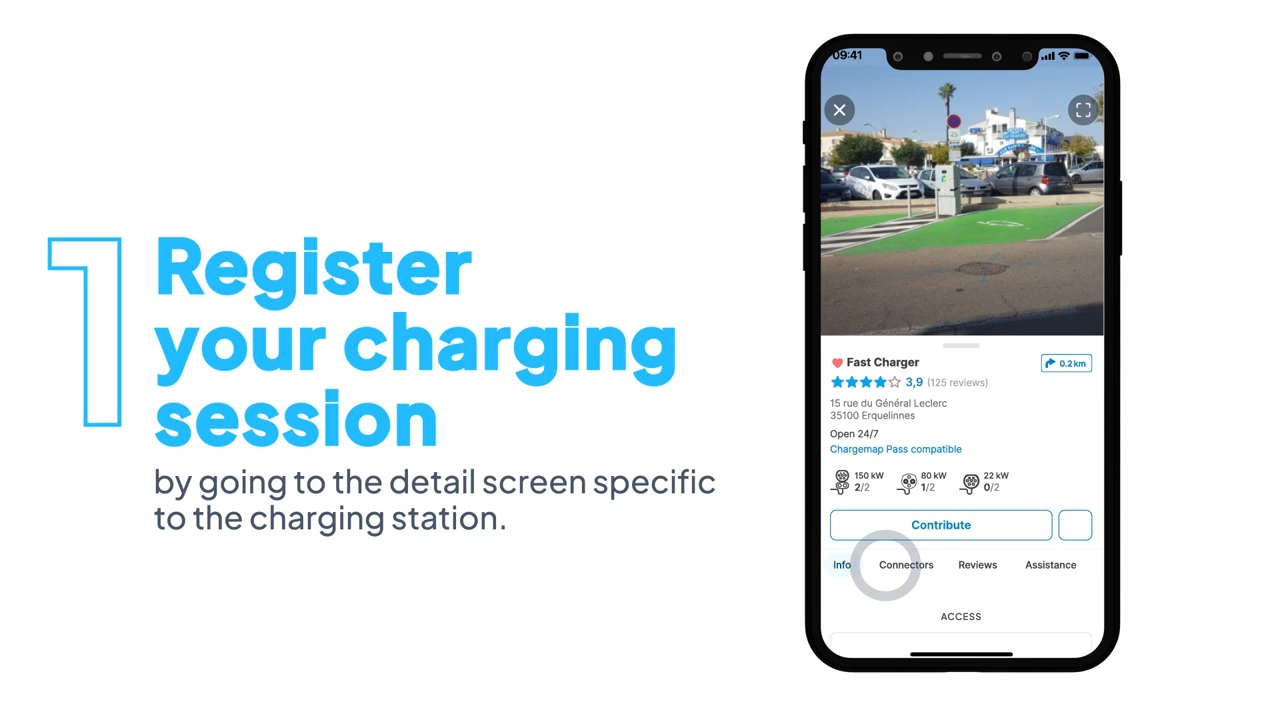 1
Register
your charging
session
by going to the detail screen specific
to the charging station.
09:41
Fast Charger
0.2 km
3,9 (125 reviews)
15 rue du Général Leclerc
35100 Erquelinnes
Open 24/7
Chargemap Pass compatible
150 kW
2/2
80 kW
1/2
22 kW
0/2
Contribute
Info
Connectors
Reviews
Assistance
ACCESS